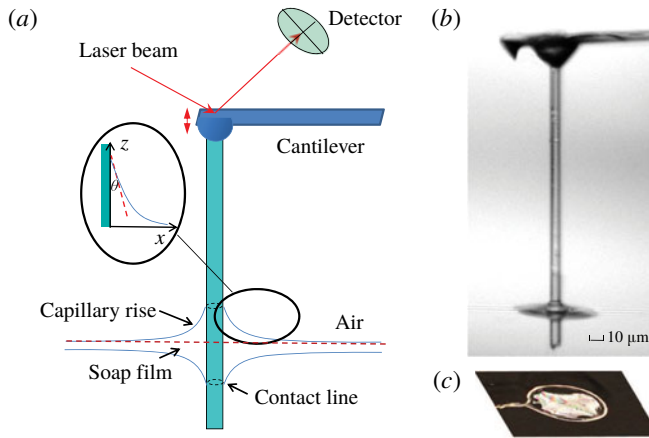 (a)
Detector
Laser beam
Cantilever
z
θ
x
Capillary rise
Air
Soap film
Contact line
(b)
10 μm
(c)